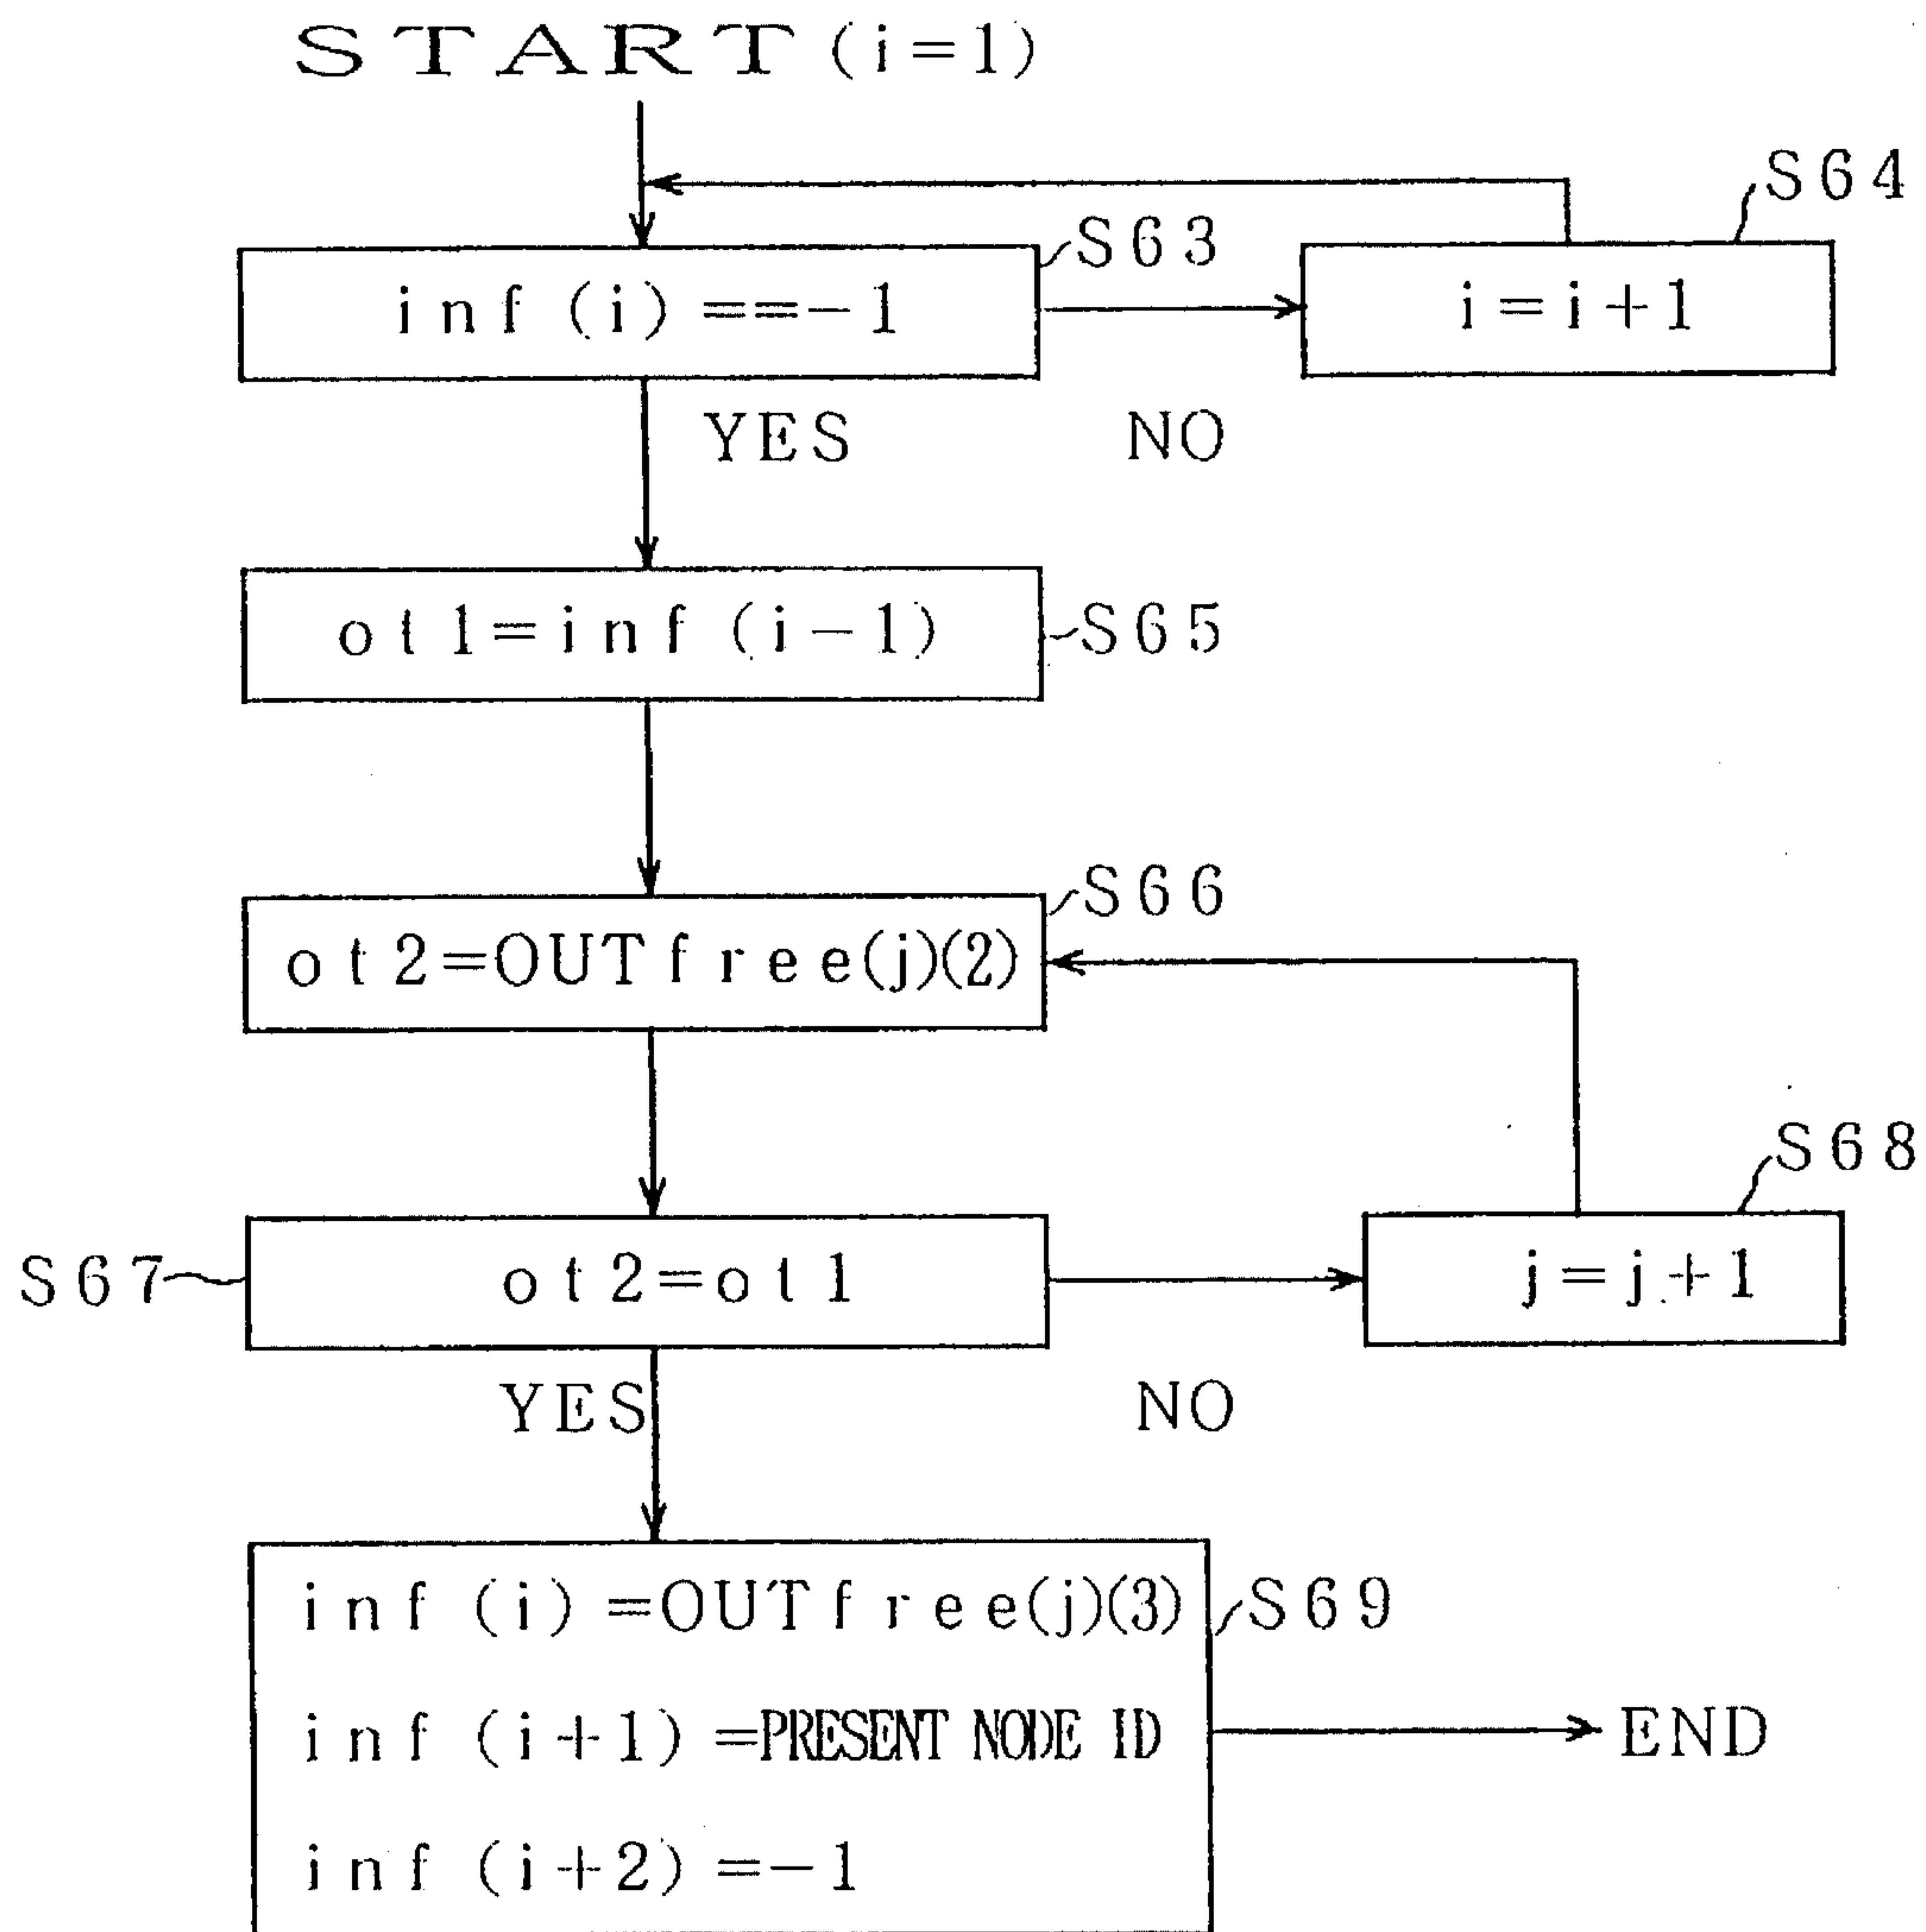 START (i=1)
S64
S63
inf (i) ==-1
i=i+1
YES
NO
ot1=inf (i-1)
S65
S66
ot2=OUTfree(j)(2)
S68
S67
ot2=ot1
j=j+1
YES
NO
inf (i) =OUTfree(j)(3)
S69
inf (i+1) =PRESENT NODE ID
END
inf (i+2) =-1